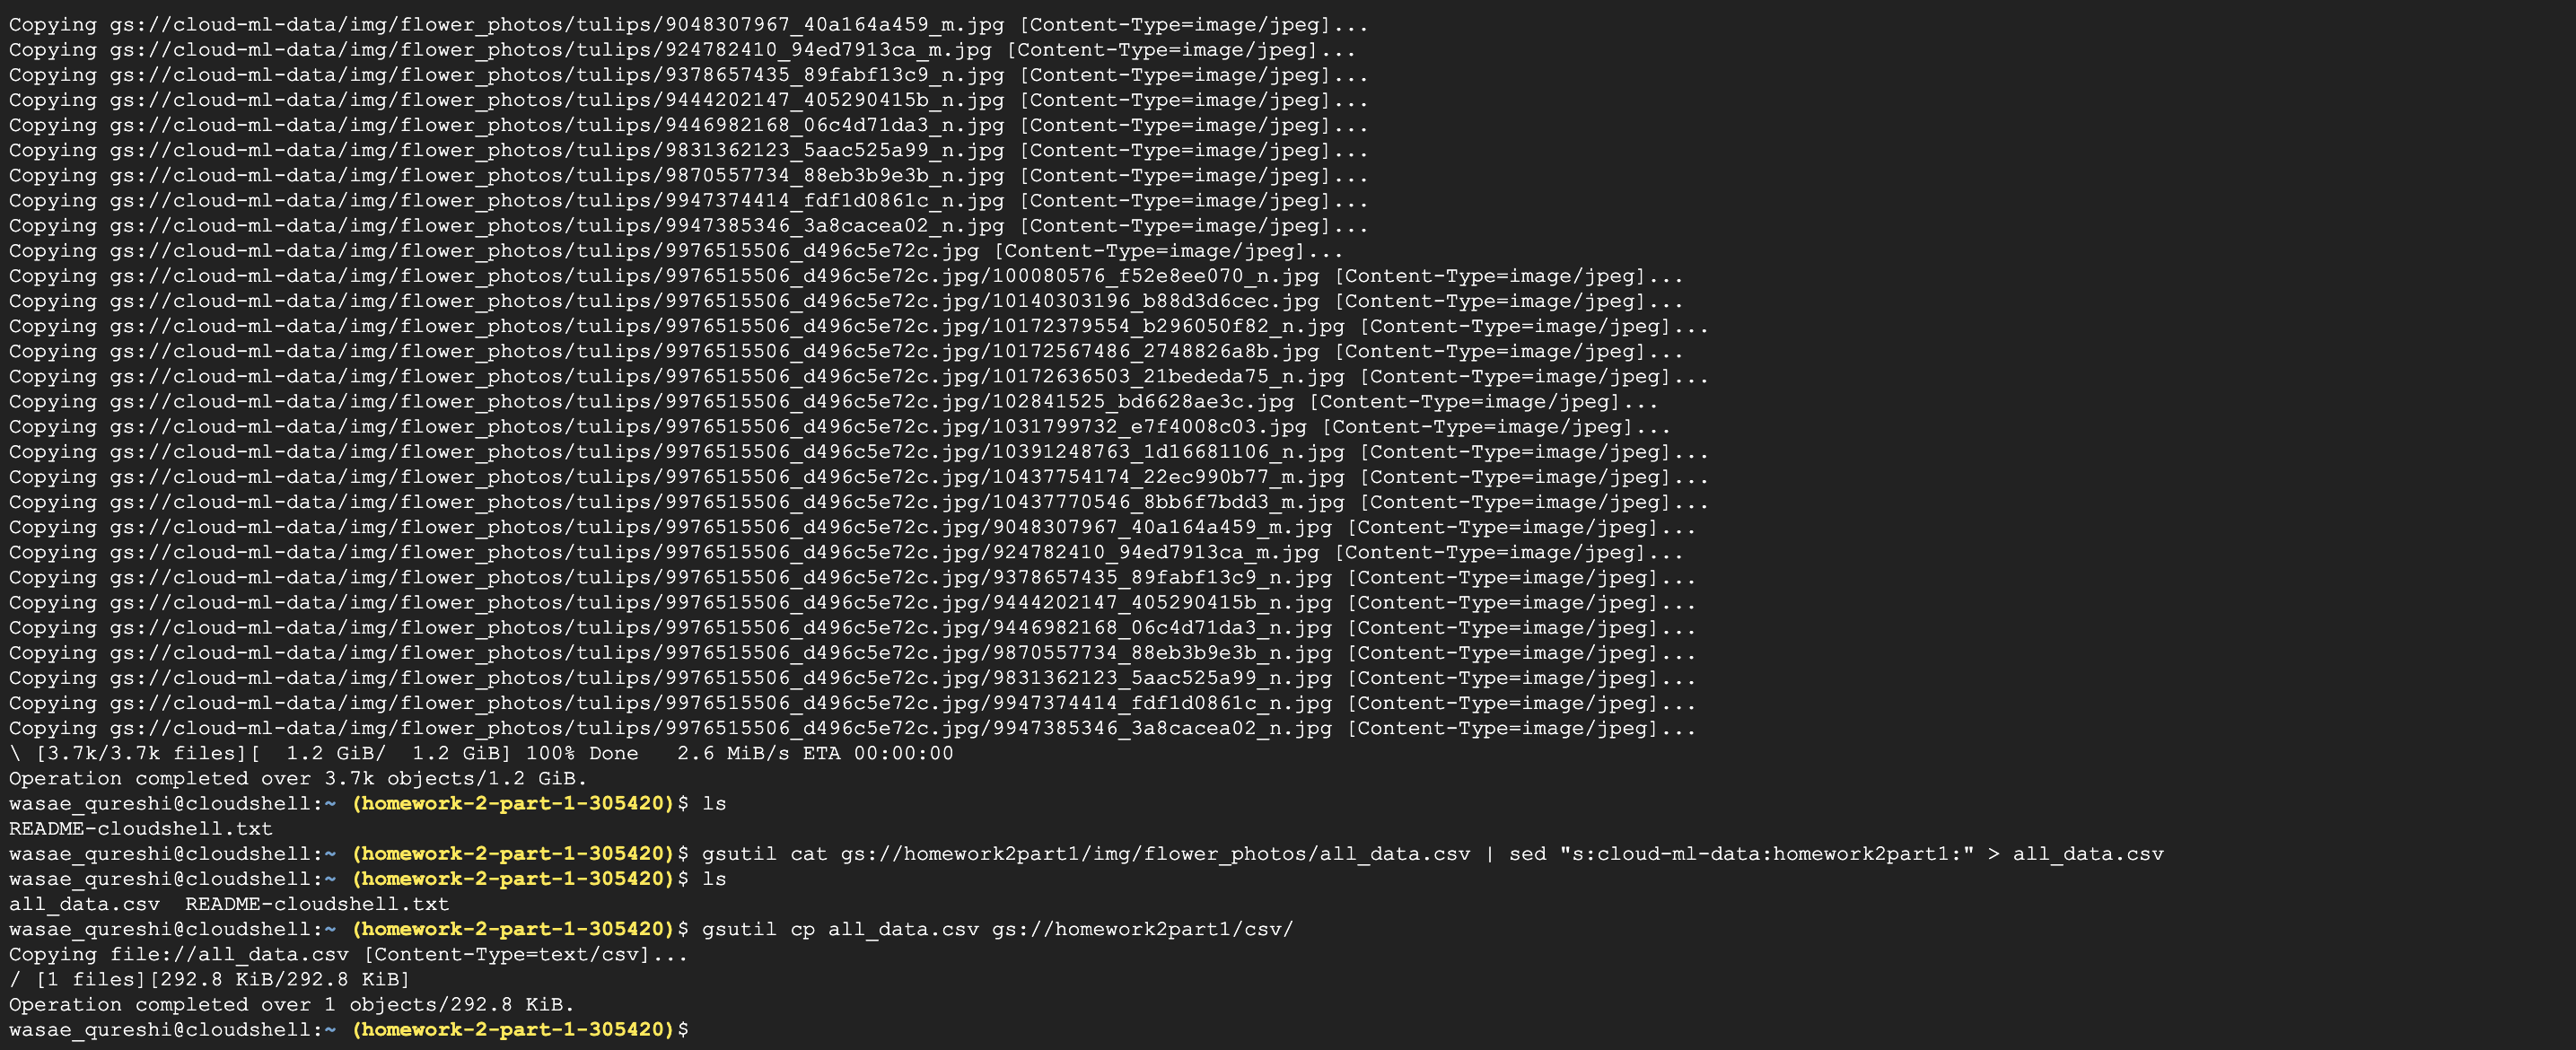 Copying gs://cloud-ml-data/img/flower_photos/tulips/9048307967_40a164a459_m.jpg [Content-Type=image/jpeg]...
Copying gs://cloud-ml-data/img/flower_photos/tulips/924782410_94ed7913ca_m.jpg [Content-Type=image/jpeg]...
Copying gs://cloud-ml-data/img/flower_photos/tulips/9378657435_89fabf13c9_n.jpg [Content-Type=image/jpeg]...
Copying gs://cloud-ml-data/img/flower_photos/tulips/9444202147_405290415b_n.jpg [Content-Type=image/jpeg]...
Copying gs://cloud-ml-data/img/flower_photos/tulips/9446982168_06c4d71da3_n.jpg [Content-Type=image/jpeg]...
Copying gs://cloud-ml-data/img/flower_photos/tulips/9831362123_5aac525a99_n.jpg [Content-Type=image/jpeg]...
Copying gs://cloud-ml-data/img/flower_photos/tulips/9870557734_88eb3b9e3b_n.jpg [Content-Type=image/jpeg]...
Copying gs://cloud-ml-data/img/flower_photos/tulips/9947374414_fdf1d0861c_n.jpg [Content-Type=image/jpeg]...
Copying gs://cloud-ml-data/img/flower_photos/tulips/9947385346_3a8cacea02_n.jpg [Content-Type=image/jpeg]...
Copying gs://cloud-ml-data/img/flower_photos/tulips/9976515506_d496c5e72c.jpg [Content-Type=image/jpeg]...
Copying gs://cloud-ml-data/img/flower_photos/tulips/9976515506_d496c5e72c.jpg/100080576_f52e8ee070_n.jpg [Content-Type=image/jpeg]...
Copying gs://cloud-ml-data/img/flower_photos/tulips/9976515506_d496c5e72c.jpg/10140303196_b88d3d6cec.jpg [Content-Type=image/jpeg]...
Copying gs://cloud-ml-data/img/flower_photos/tulips/9976515506_d496c5e72c.jpg/10172379554_b296050f82_n.jpg [Content-Type=image/jpeg]...
Copying gs://cloud-ml-data/img/flower_photos/tulips/9976515506_d496c5e72c.jpg/10172567486_2748826a8b.jpg [Content-Type=image/jpeg]...
Copying gs://cloud-ml-data/img/flower_photos/tulips/9976515506_d496c5e72c.jpg/10172636503_21bededa75_n.jpg [Content-Type=image/jpeg]...
Copying gs://cloud-ml-data/img/flower_photos/tulips/9976515506_d496c5e72c.jpg/102841525_bd6628ae3c.jpg [Content-Type=image/jpeg]...
Copying gs://cloud-ml-data/img/flower_photos/tulips/9976515506_d496c5e72c.jpg/1031799732_e7f4008c03.jpg [Content-Type=image/jpeg]...
Copying gs://cloud-ml-data/img/flower_photos/tulips/9976515506_d496c5e72c.jpg/10391248763_1d16681106_n.jpg [Content-Type=image/jpeg]...
Copying gs://cloud-ml-data/img/flower_photos/tulips/9976515506_d496c5e72c.jpg/10437754174_22ec990b77_m.jpg [Content-Type=image/jpeg]...
Copying gs://cloud-ml-data/img/flower_photos/tulips/9976515506_d496c5e72c.jpg/10437770546_8bb6f7bdd3_m.jpg [Content-Type=image/jpeg]...
Copying gs://cloud-ml-data/img/flower_photos/tulips/9976515506_d496c5e72c.jpg/9048307967_40a164a459_m.jpg [Content-Type=image/jpeg]...
Copying gs://cloud-ml-data/img/flower_photos/tulips/9976515506_d496c5e72c.jpg/924782410_94ed7913ca_m.jpg [Content-Type=image/jpeg]...
Copying gs://cloud-ml-data/img/flower_photos/tulips/9976515506_d496c5e72c.jpg/9378657435_89fabf13c9_n.jpg [Content-Type=image/jpeg]...
Copying gs://cloud-ml-data/img/flower_photos/tulips/9976515506_d496c5e72c.jpg/9444202147_405290415b_n.jpg [Content-Type=image/jpeg]...
Copying gs://cloud-ml-data/img/flower_photos/tulips/9976515506_d496c5e72c.jpg/9446982168_06c4d71da3_n.jpg [Content-Type=image/jpeg]...
Copying gs://cloud-ml-data/img/flower_photos/tulips/9976515506_d496c5e72c.jpg/9870557734_88eb3b9e3b_n.jpg [Content-Type=image/jpeg]...
Copying gs://cloud-ml-data/img/flower_photos/tulips/9976515506_d496c5e72c.jpg/9831362123_5aac525a99_n.jpg [Content-Type=image/jpeg]...
Copying gs://cloud-ml-data/img/flower_photos/tulips/9976515506_d496c5e72c.jpg/9947374414_fdf1d0861c_n.jpg [Content-Type=image/jpeg]...
Copying gs://cloud-ml-data/img/flower_photos/tulips/9976515506_d496c5e72c.jpg/9947385346_3a8cacea02_n.jpg [Content-Type=image/jpeg]...
\ [3.7k/3.7k files][  1.2 GiB/  1.2 GiB] 100% Done   2.6 MiB/s ETA 00:00:00
Operation completed over 3.7k objects/1.2 GiB.
wasae_qureshi@cloudshell:~ (homework-2-part-1-305420)$ ls
README-cloudshell.txt
wasae_qureshi@cloudshell:~ (homework-2-part-1-305420)$ gsutil cat gs://homework2part1/img/flower_photos/all_data.csv | sed "s:cloud-ml-data:homework2part1:" > all_data.csv
wasae_qureshi@cloudshell:~ (homework-2-part-1-305420)$ ls
all_data.csv  README-cloudshell.txt
wasae_qureshi@cloudshell:~ (homework-2-part-1-305420)$ gsutil cp all_data.csv gs://homework2part1/csv/
Copying file://all_data.csv [Content-Type=text/csv]...
/ [1 files][292.8 KiB/292.8 KiB]
Operation completed over 1 objects/292.8 KiB.
wasae_qureshi@cloudshell:~ (homework-2-part-1-305420)$